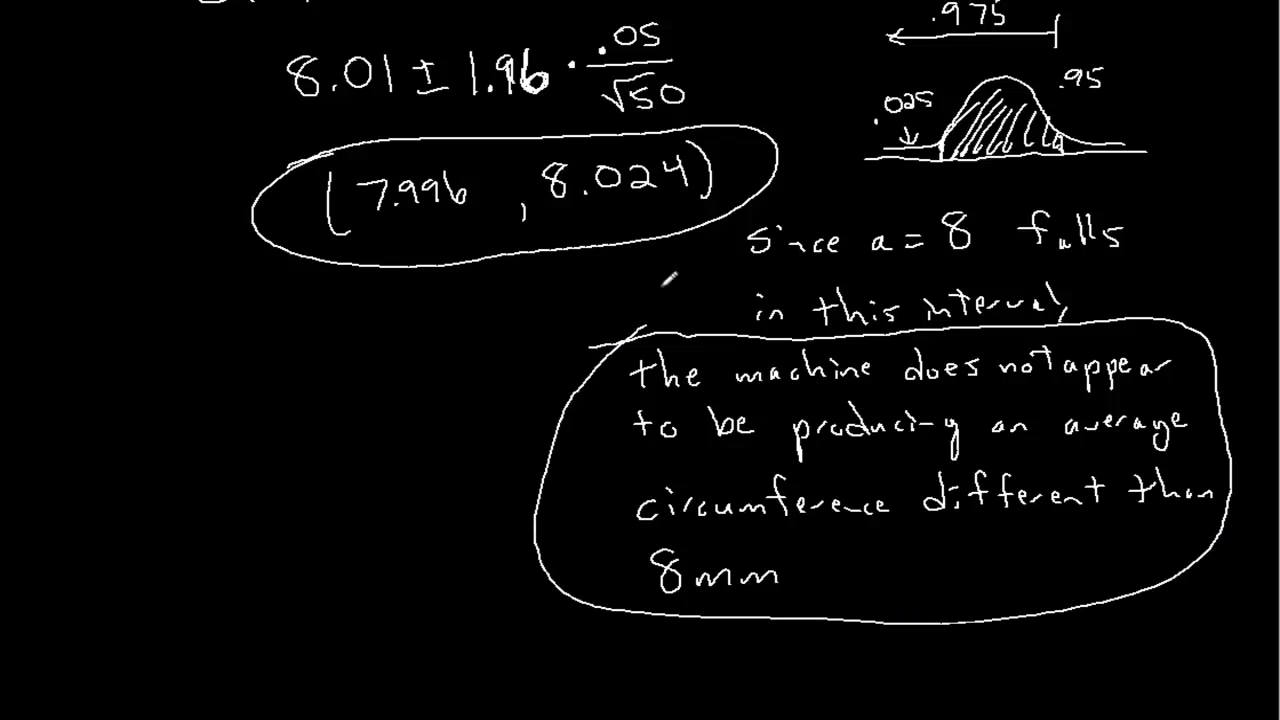 8.01 ± 1.96 · .05/√50
(7.996, 8.024)
.975
.95
.025
since a = 8 falls
in this interval,
the machine does not appear
to be producing an average
circumference different than
8mm